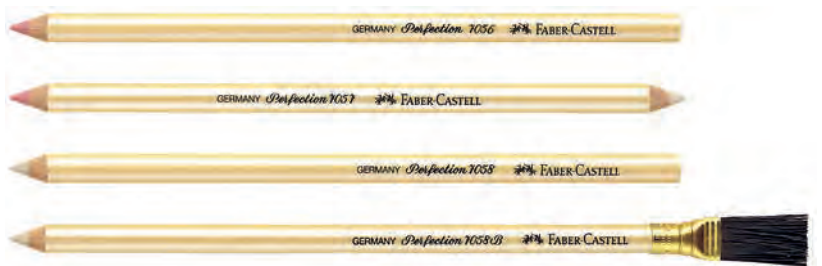 GERMANY Perfection 7056 FABER-CASTELL
GERMANY Perfection 7057 FABER-CASTELL
GERMANY Perfection 7058 FABER-CASTELL
GERMANY Perfection 7058 B FABER-CASTELL